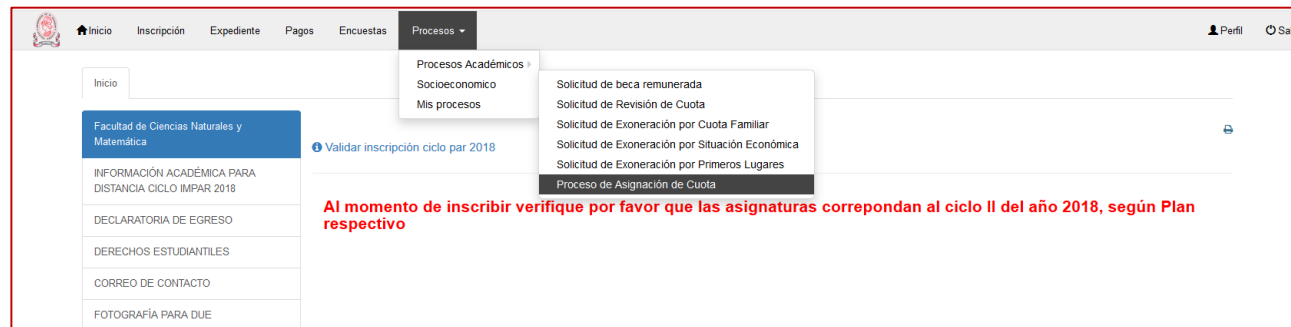 Inicio Inscripción Expediente Pagos Encuestas Procesos Perfil Sal
Procesos Académicos
Socioeconomico
Mis procesos
Solicitud de beca remunerada
Solicitud de Revisión de Cuota
Solicitud de Exoneración por Cuota Familiar
Solicitud de Exoneración por Situación Económica
Solicitud de Exoneración por Primeros Lugares
Proceso de Asignación de Cuota
Inicio
Facultad de Ciencias Naturales y
Matemática
INFORMACIÓN ACADÉMICA PARA
DISTANCIA CICLO IMPAR 2018
DECLARATORIA DE EGRESO
DERECHOS ESTUDIANTILES
CORREO DE CONTACTO
FOTOGRAFÍA PARA DUE
Validar inscripción ciclo par 2018
Al momento de inscribir verifique por favor que las asignaturas correpondan al ciclo II del año 2018, según Plan
respectivo